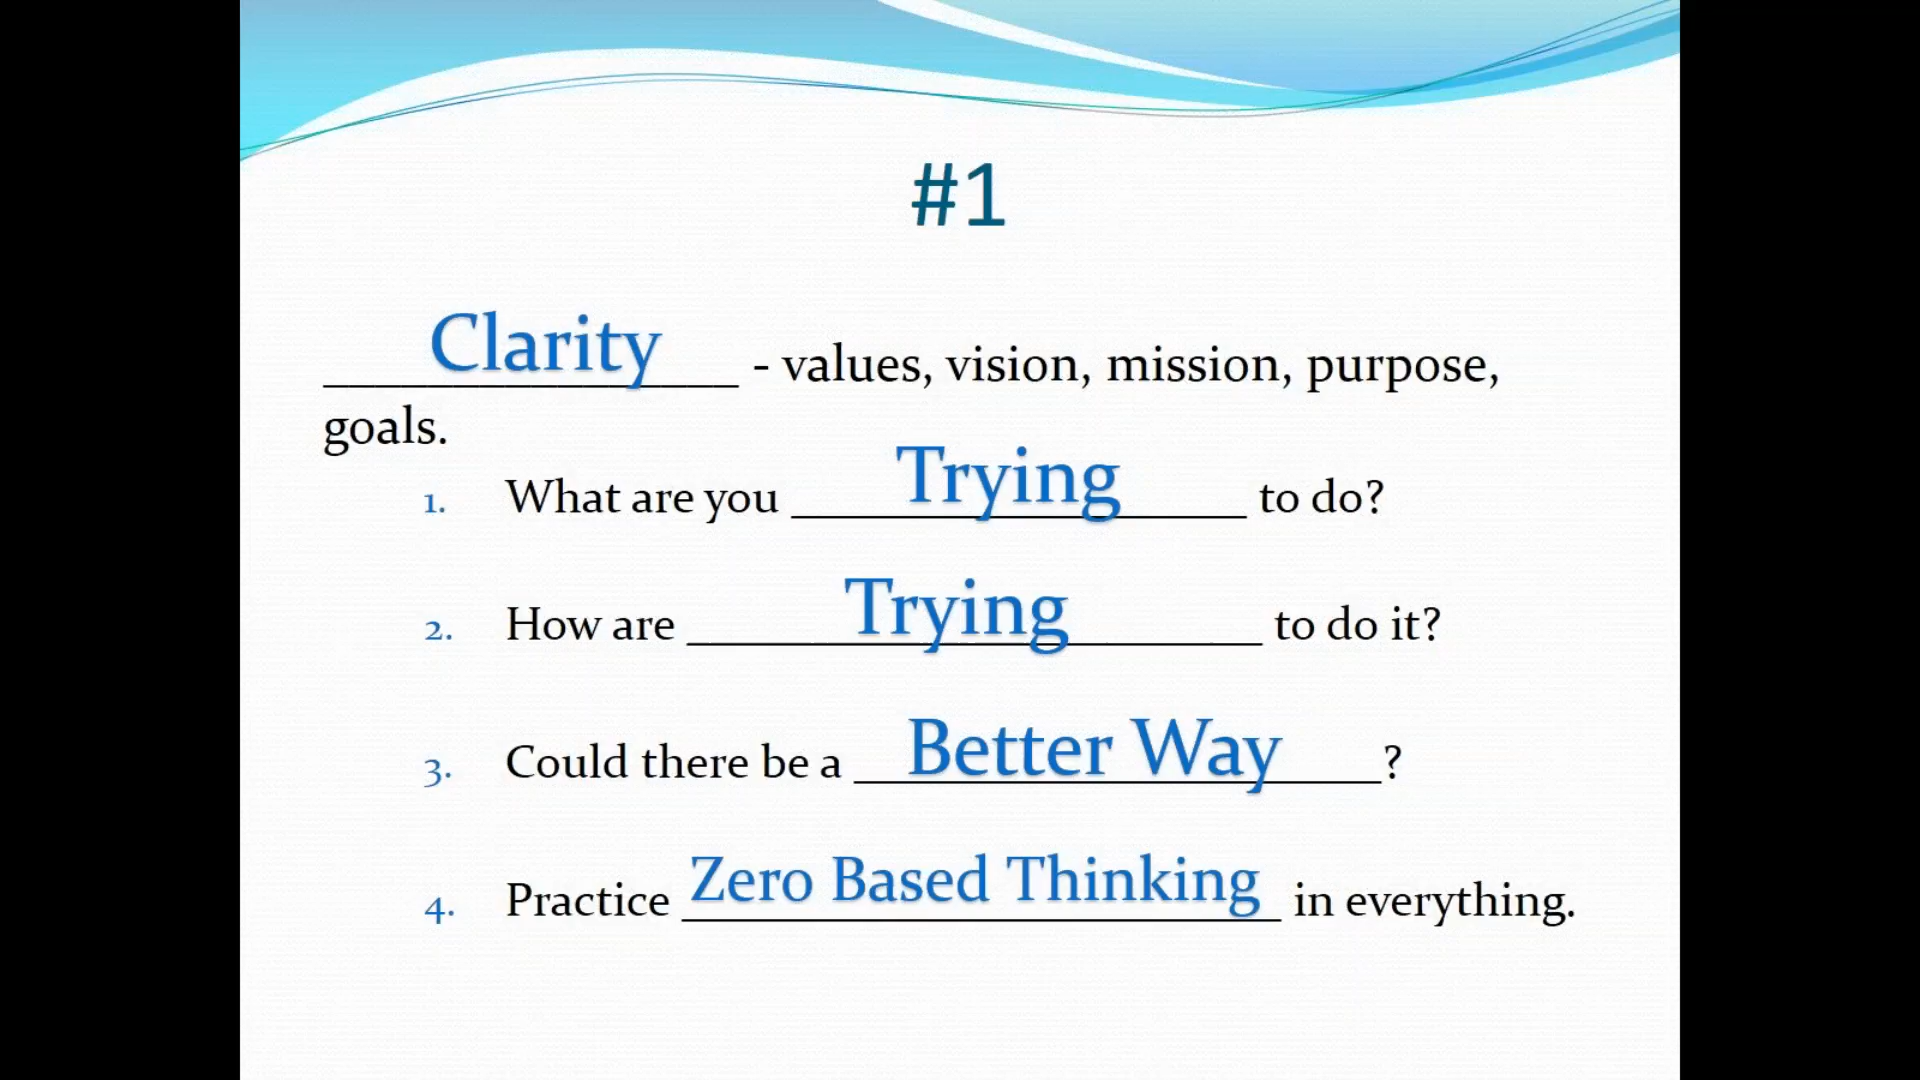 #1
Clarity - values, vision, mission, purpose,
goals.
1. What are you Trying to do?
2. How are Trying to do it?
3. Could there be a Better Way?
4. Practice Zero Based Thinking in everything.